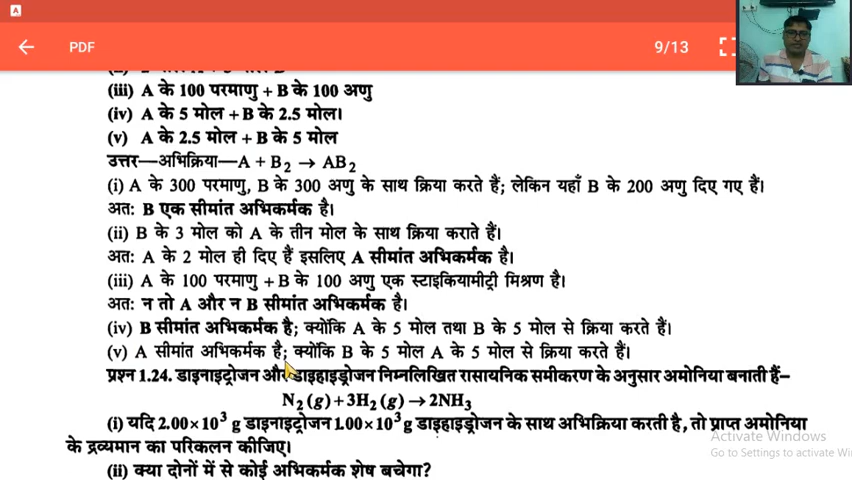 A
PDF
9/13
(iii) A के 100 परमाणु + B के 100 अणु
(iv) A के 5 मोल + B के 2.5 मोल।
(v) A के 2.5 मोल + B के 5 मोल
उत्तर—अभिक्रिया—A + B₂ → AB₂
(i) A के 300 परमाणु, B के 300 अणु के साथ क्रिया करते हैं; लेकिन यहाँ B के 200 अणु दिए गए हैं।
अत: B एक सीमांत अभिकर्मक है।
(ii) B के 3 मोल को A के तीन मोल के साथ क्रिया कराते हैं।
अत: A के 2 मोल ही दिए हैं इसलिए A सीमांत अभिकर्मक है।
(iii) A के 100 परमाणु + B के 100 अणु एक स्टाइकियामीट्री मिश्रण है।
अत: न तो A और न B सीमांत अभिकर्मक है।
(iv) B सीमांत अभिकर्मक है; क्योंकि A के 5 मोल तथा B के 5 मोल से क्रिया करते हैं।
(v) A सीमांत अभिकर्मक है; क्योंकि B के 5 मोल A के 5 मोल से क्रिया करते हैं।
प्रश्न 1.24. डाइनाइट्रोजन और डाइहाइड्रोजन निम्नलिखित रासायनिक समीकरण के अनुसार अमोनिया बनाती हैं–
N₂(g) + 3H₂(g) → 2NH₃
(i) यदि 2.00 × 10³ g डाइनाइट्रोजन 1.00 × 10³ g डाइहाइड्रोजन के साथ अभिक्रिया करती है, तो प्राप्त अमोनिया
के द्रव्यमान का परिकलन कीजिए।
(ii) क्या दोनों में से कोई अभिकर्मक शेष बचेगा?
Activate Windows
Go to Settings to activate Wi